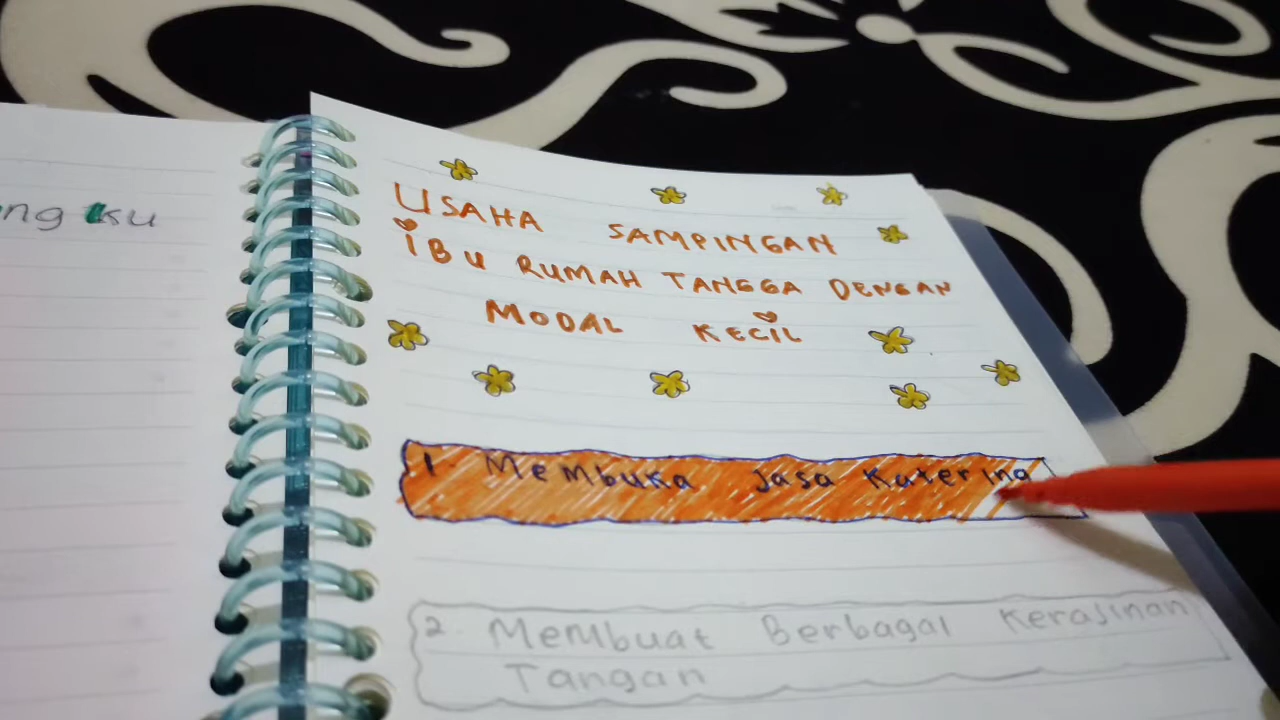 ng ku
USAHA SAMPINGAN
IBU RUMAH TANGGA DENGAN
MODAL KECIL
1. Membuka Jasa Katering
2. Membuat Berbagai Kerajinan
Tangan